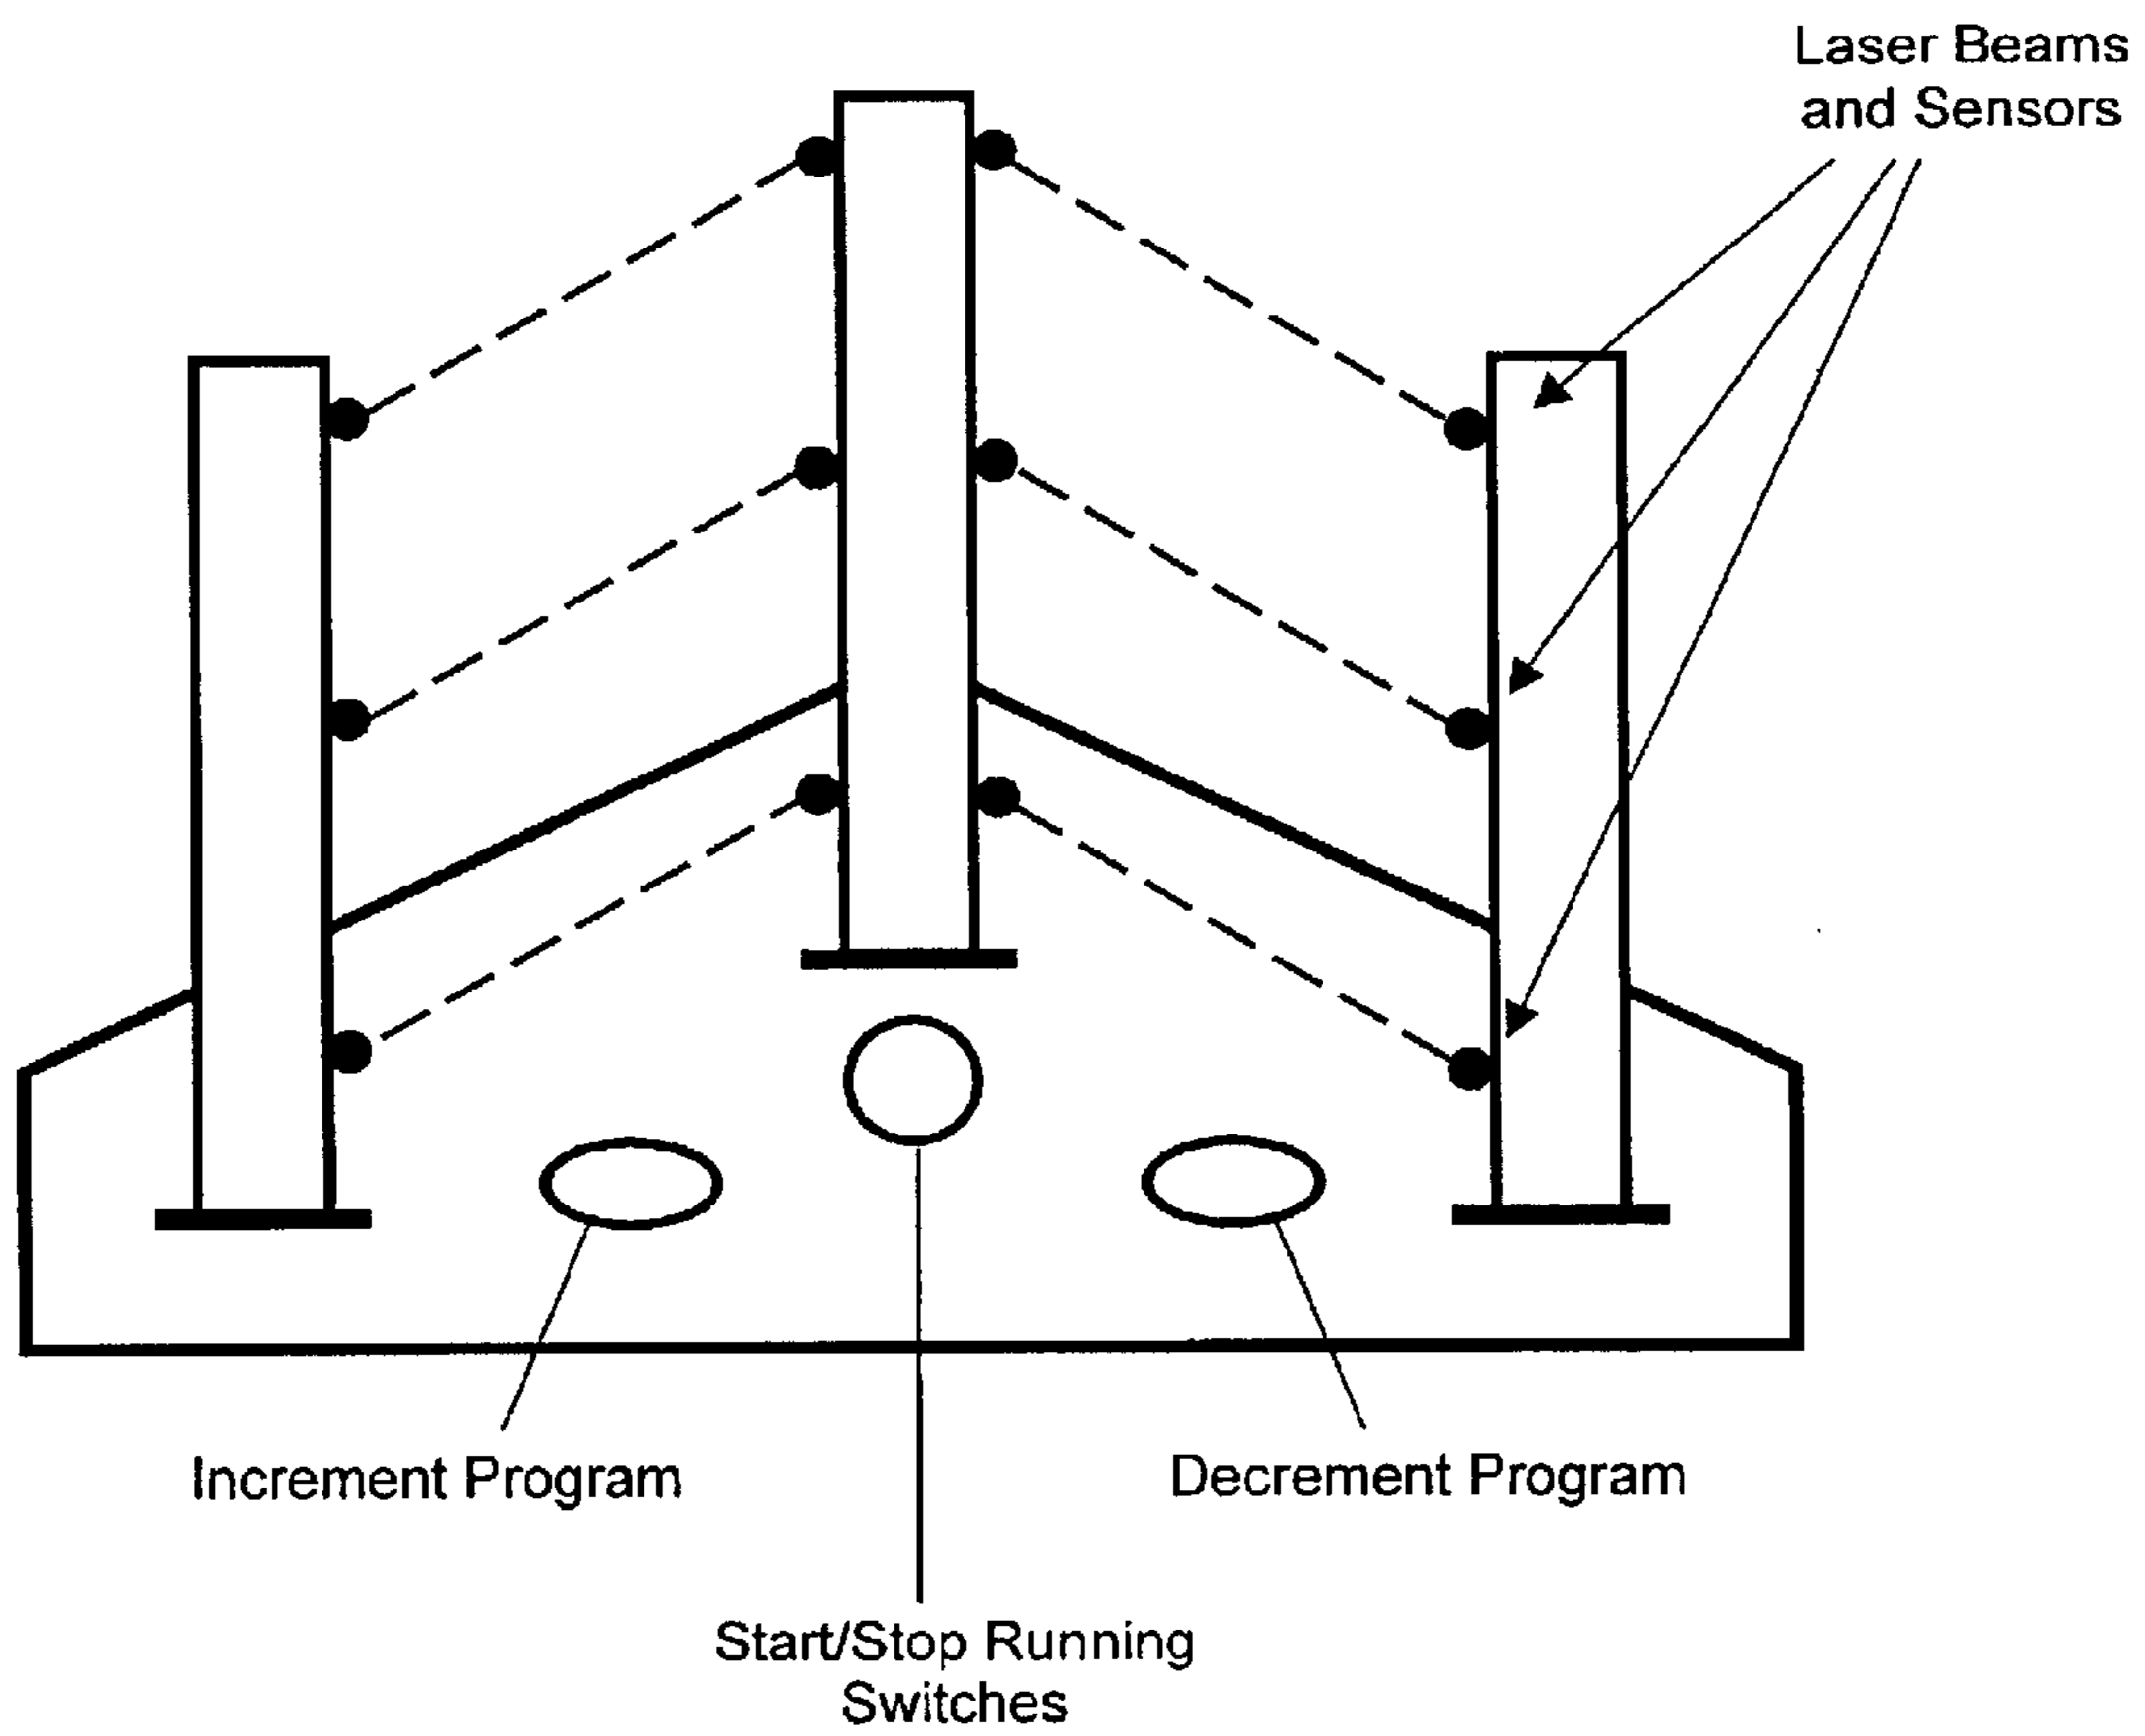 Laser Beams
and Sensors
Increment Program
Decrement Program
Start/Stop Running
Switches